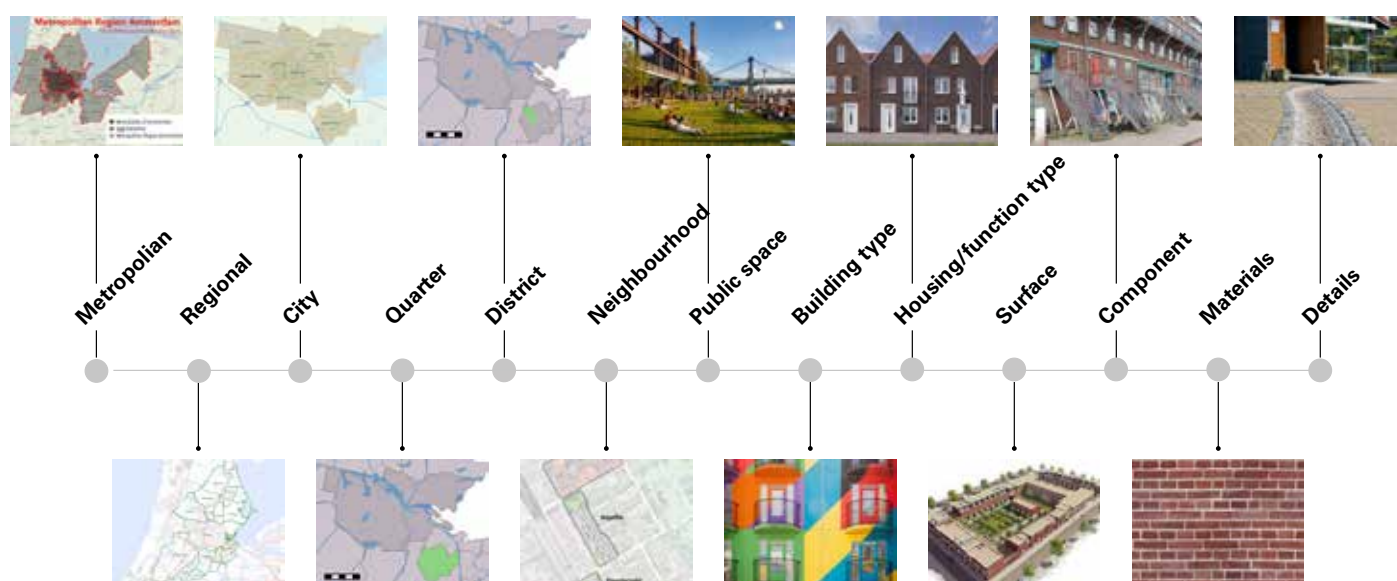 Metropolitan Region Amsterdam
Metropolian
Regional
City
Quarter
District
Neighbourhood
Public space
Building type
Housing/function type
Surface
Component
Materials
Details